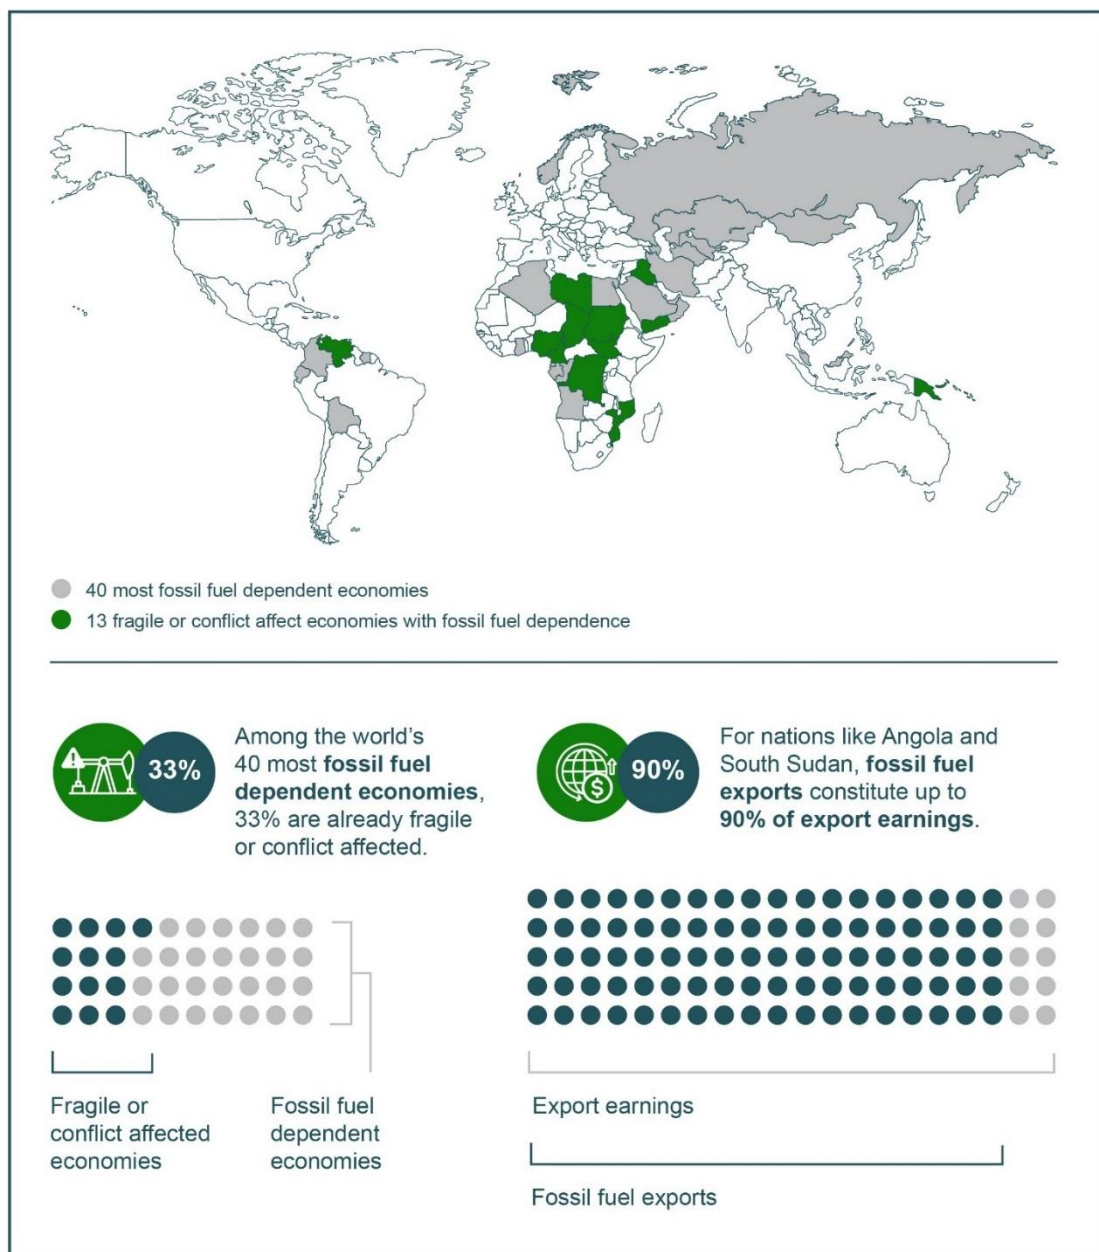 40 most fossil fuel dependent economies
13 fragile or conflict affect economies with fossil fuel dependence
33%
Among the world's
40 most fossil fuel
dependent economies,
33% are already fragile
or conflict affected.
90%
For nations like Angola and
South Sudan, fossil fuel
exports constitute up to
90% of export earnings.
Fragile or
conflict affected
economies
Fossil fuel
dependent
economies
Export earnings
Fossil fuel exports